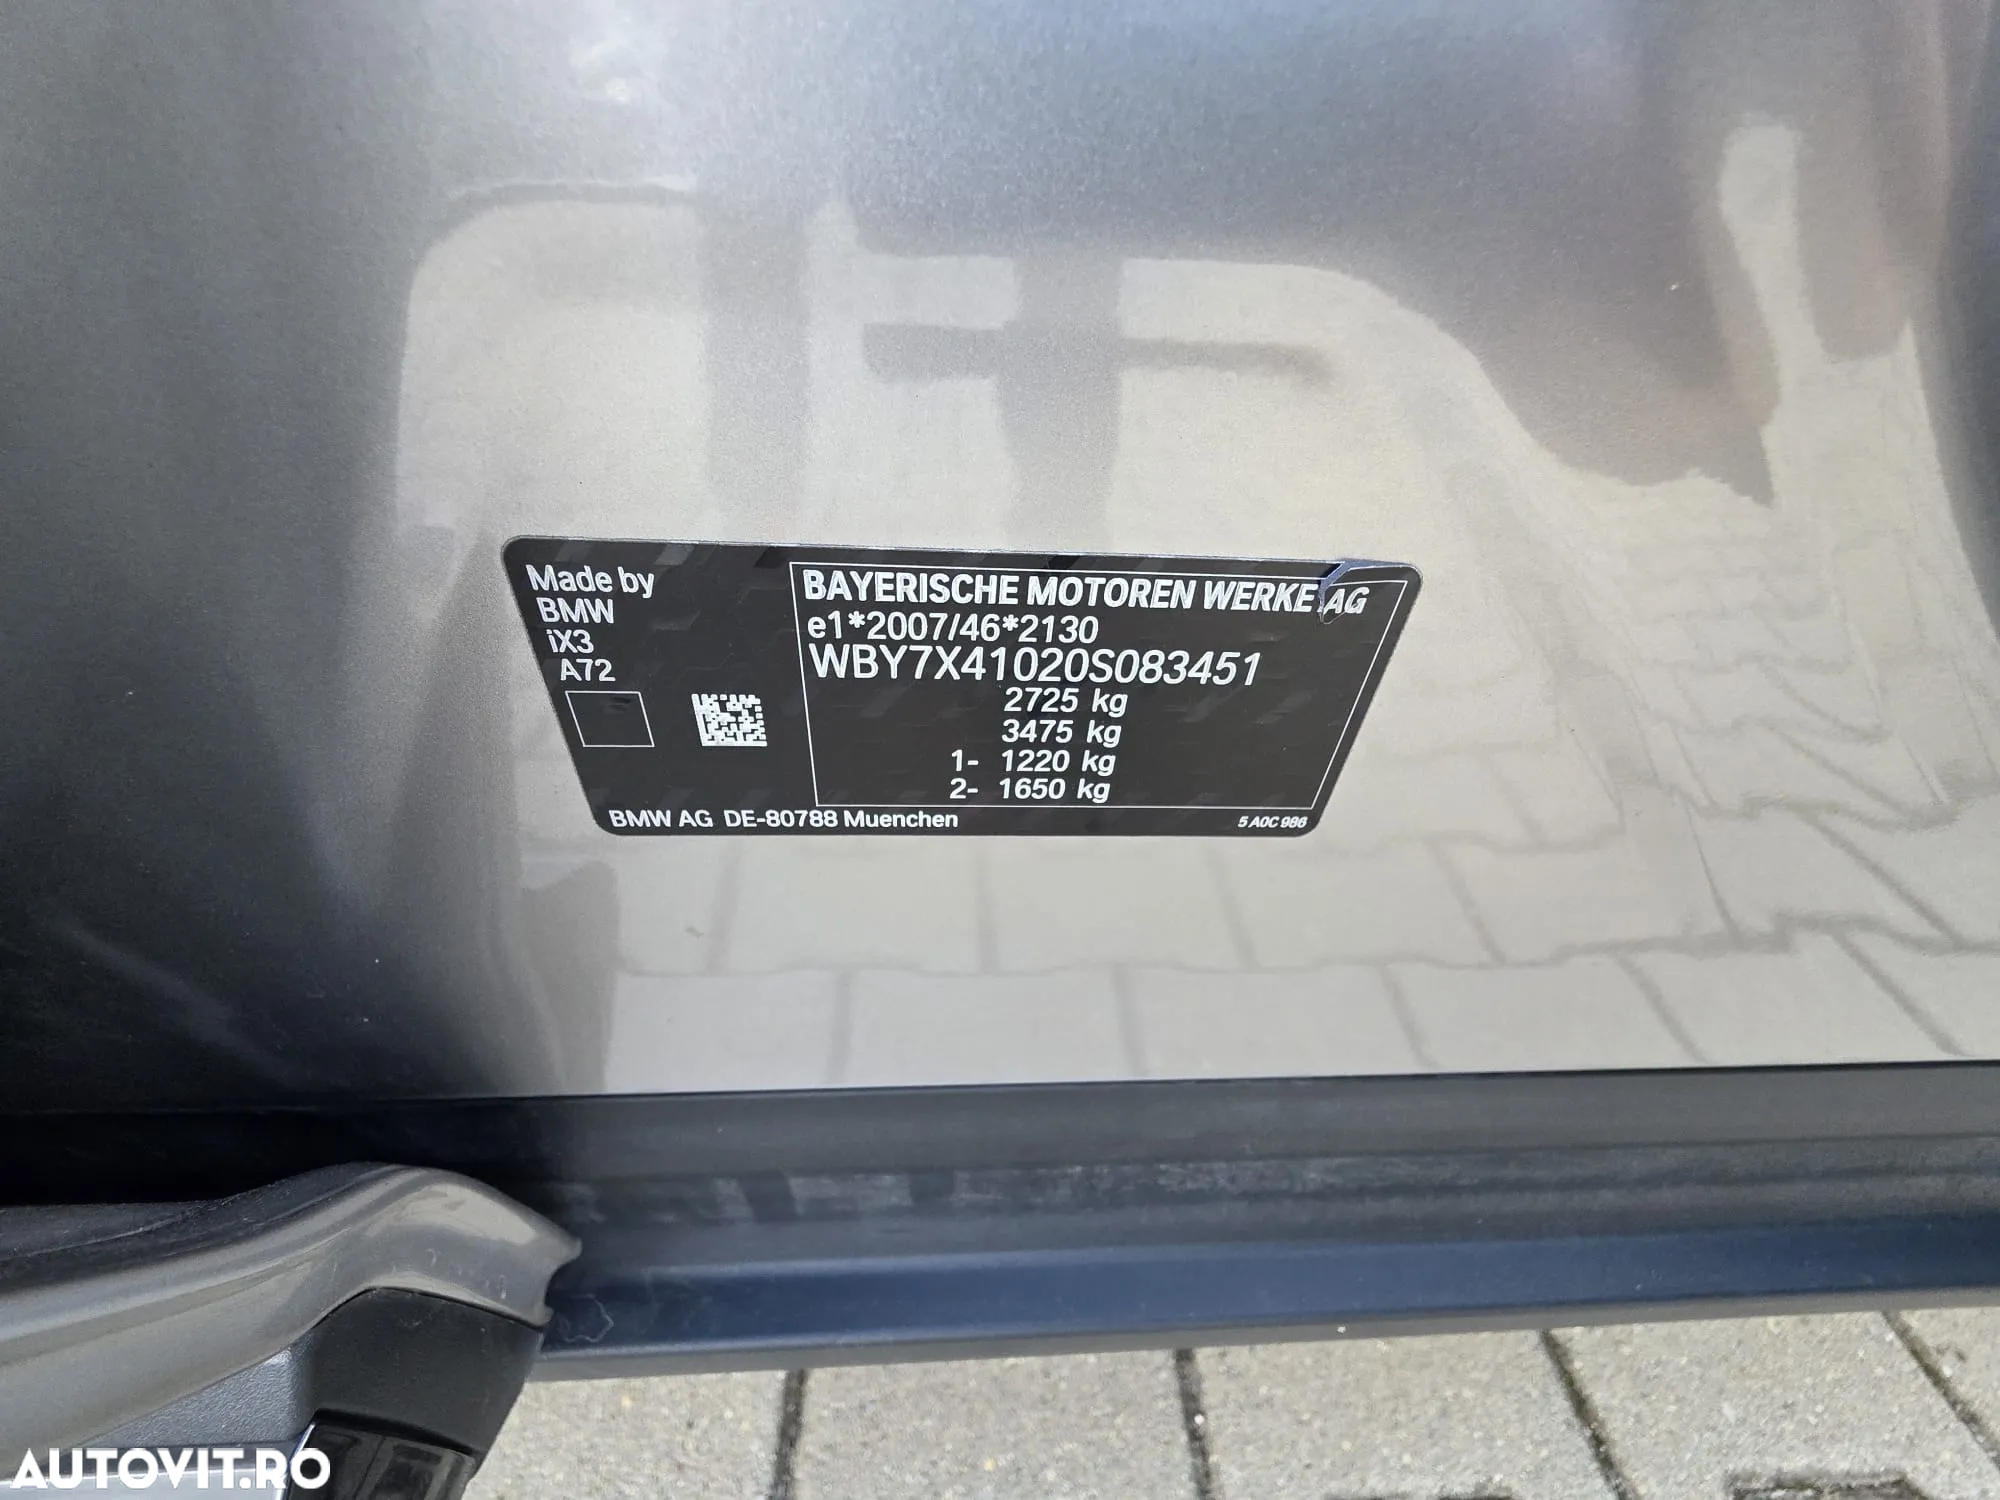 Made by
BMW
iX3
A72
BAYERISCHE MOTOREN WERKE AG
e1*2007/46*2130
WBY7X41020S083451
2725 kg
3475 kg
1- 1220 kg
2- 1650 kg
BMW AG DE-80788 Muenchen
5 A0C 986
AUTOVIT.RO